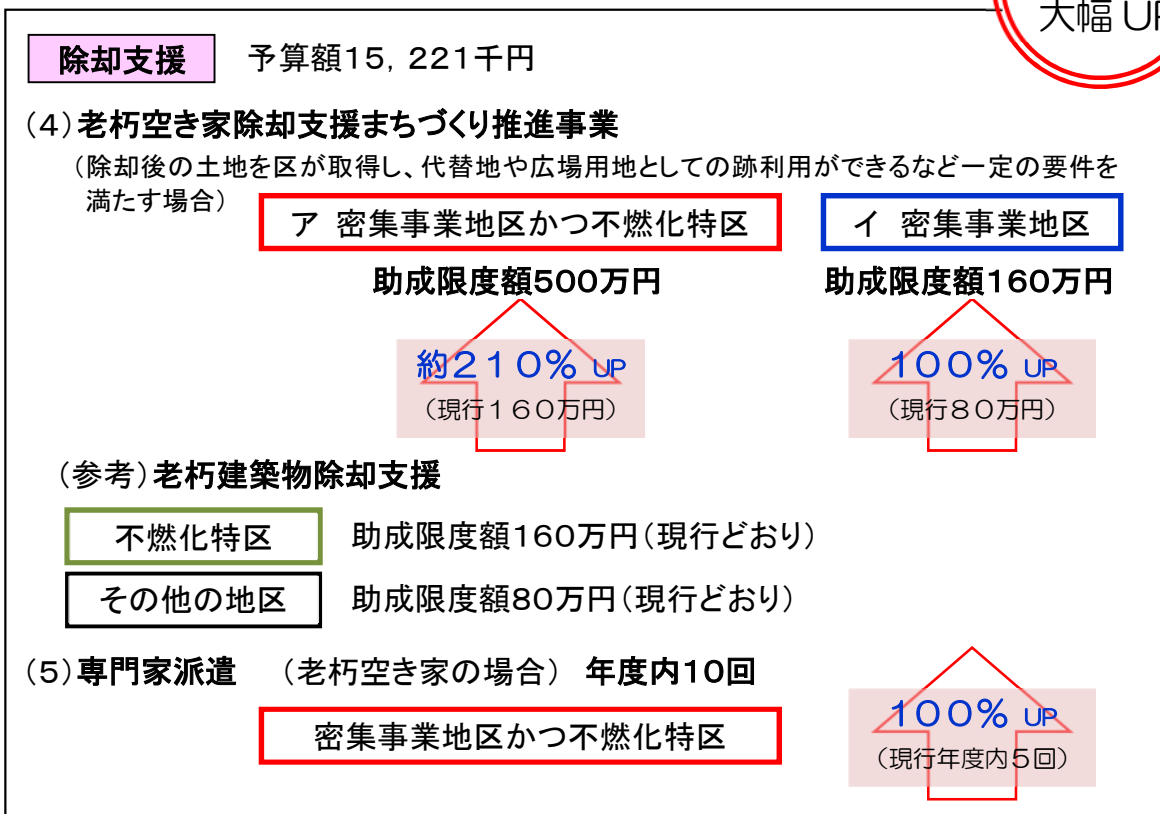 大幅UP
除却支援 予算額15,221千円
(4)老朽空き家除却支援まちづくり推進事業
(除却後の土地を区が取得し、代替地や広場用地としての跡利用ができるなど一定の要件を
満たす場合)
ア 密集事業地区かつ不燃化特区 イ 密集事業地区
助成限度額500万円 助成限度額160万円
約210% UP 100% UP
(現行160万円) (現行80万円)
(参考)老朽建築物除却支援
不燃化特区 助成限度額160万円(現行どおり)
その他の地区 助成限度額80万円(現行どおり)
(5)専門家派遣 (老朽空き家の場合) 年度内10回
密集事業地区かつ不燃化特区 100% UP
(現行年度内5回)